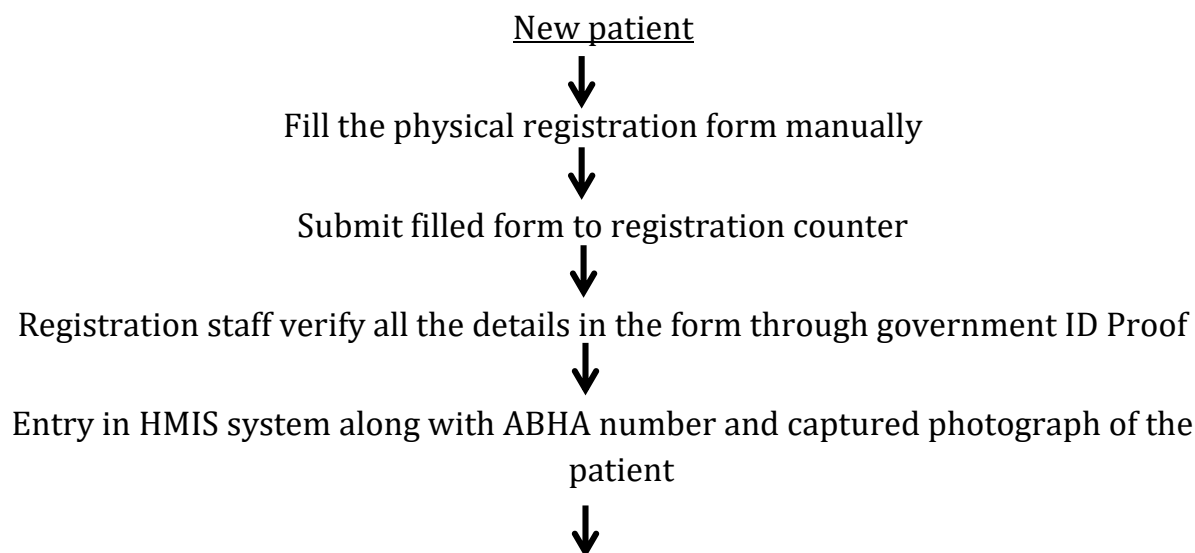 New patient
Fill the physical registration form manually
Submit filled form to registration counter
Registration staff verify all the details in the form through government ID Proof
Entry in HMIS system along with ABHA number and captured photograph of the
patient